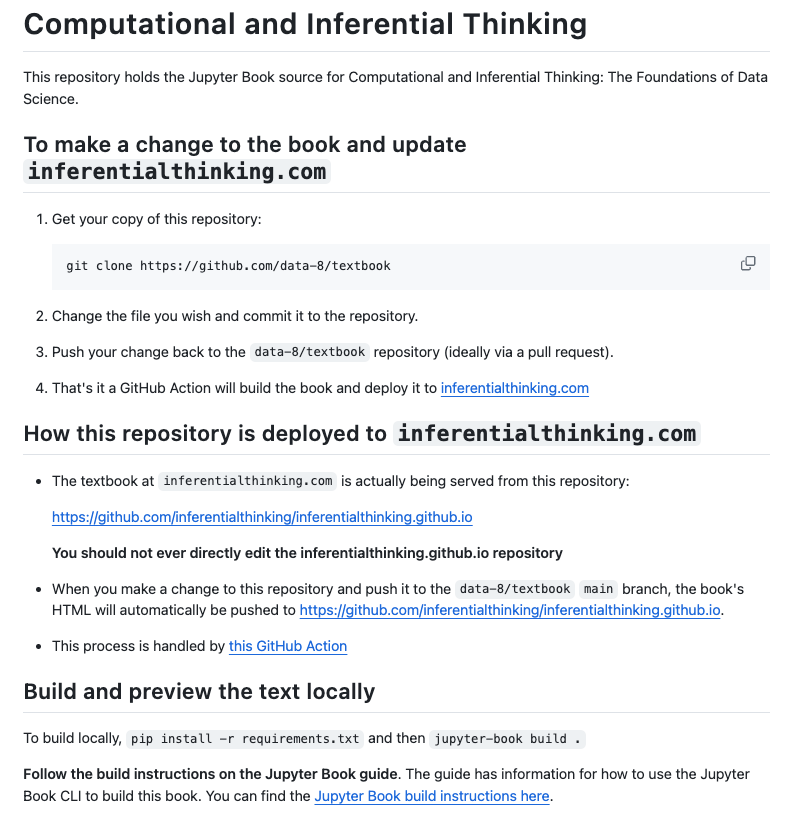 Computational and Inferential Thinking
This repository holds the Jupyter Book source for Computational and Inferential Thinking: The Foundations of Data
Science.
To make a change to the book and update
inferentialthinking.com
1. Get your copy of this repository:
git clone https://github.com/data-8/textbook
2. Change the file you wish and commit it to the repository.
3. Push your change back to the data-8/textbook repository (ideally via a pull request).
4. That's it a GitHub Action will build the book and deploy it to inferentialthinking.com
How this repository is deployed to inferentialthinking.com
• The textbook at inferentialthinking.com is actually being served from this repository:
https://github.com/inferentialthinking/inferentialthinking.github.io
You should not ever directly edit the inferentialthinking.github.io repository
• When you make a change to this repository and push it to the data-8/textbook main branch, the book's
HTML will automatically be pushed to https://github.com/inferentialthinking/inferentialthinking.github.io.
• This process is handled by this GitHub Action
Build and preview the text locally
To build locally, pip install -r requirements.txt and then jupyter-book build .
Follow the build instructions on the Jupyter Book guide. The guide has information for how to use the Jupyter
Book CLI to build this book. You can find the Jupyter Book build instructions here.